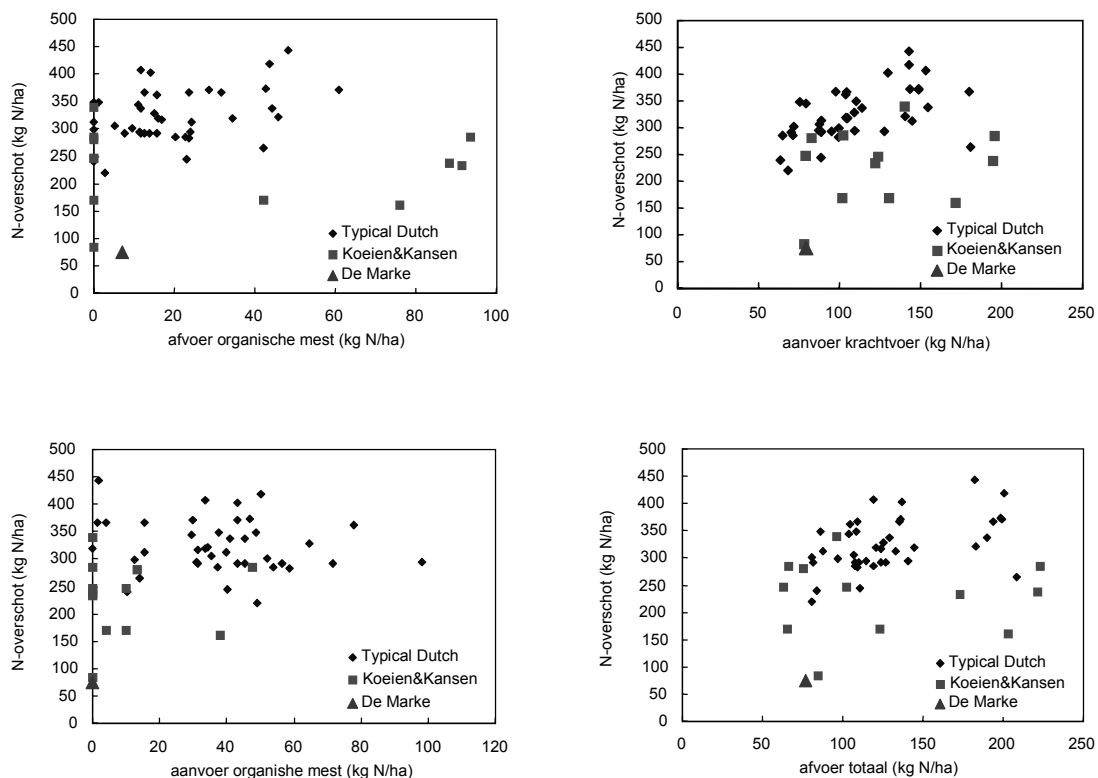 N-overschot (kg N/ha)
500
450
400
350
300
250
200
150
100
50
0
0 20 40 60 80 100
afvoer organische mest (kg N/ha)
Typical Dutch
Koeien&Kansen
De Marke
N-overschot (kg N/ha)
500
450
400
350
300
250
200
150
100
50
0
0 50 100 150 200 250
aanvoer krachtvoer (kg N/ha)
Typical Dutch
Koeien&Kansen
De Marke
N-overschot (kg N/ha)
500
450
400
350
300
250
200
150
100
50
0
0 20 40 60 80 100 120
aanvoer organishe mest (kg N/ha)
Typical Dutch
Koeien&Kansen
De Marke
N-overschot (kg N/ha)
500
450
400
350
300
250
200
150
100
50
0
0 50 100 150 200 250
afvoer totaal (kg N/ha)
Typical Dutch
Koeien&Kansen
De Marke